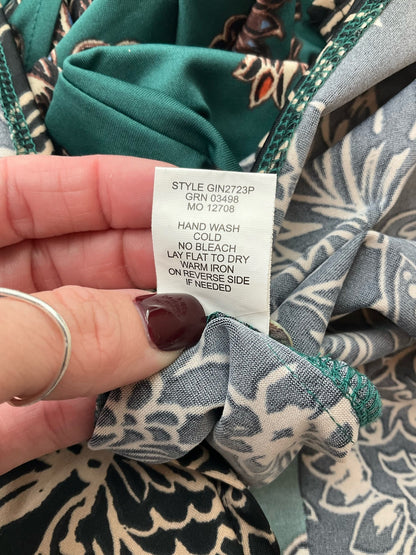 STYLE GIN2723P
GRN 03498
MO 12708
HAND WASH
COLD
NO BLEACH
LAY FLAT TO DRY
WARM IRON
ON REVERSE SIDE
IF NEEDED